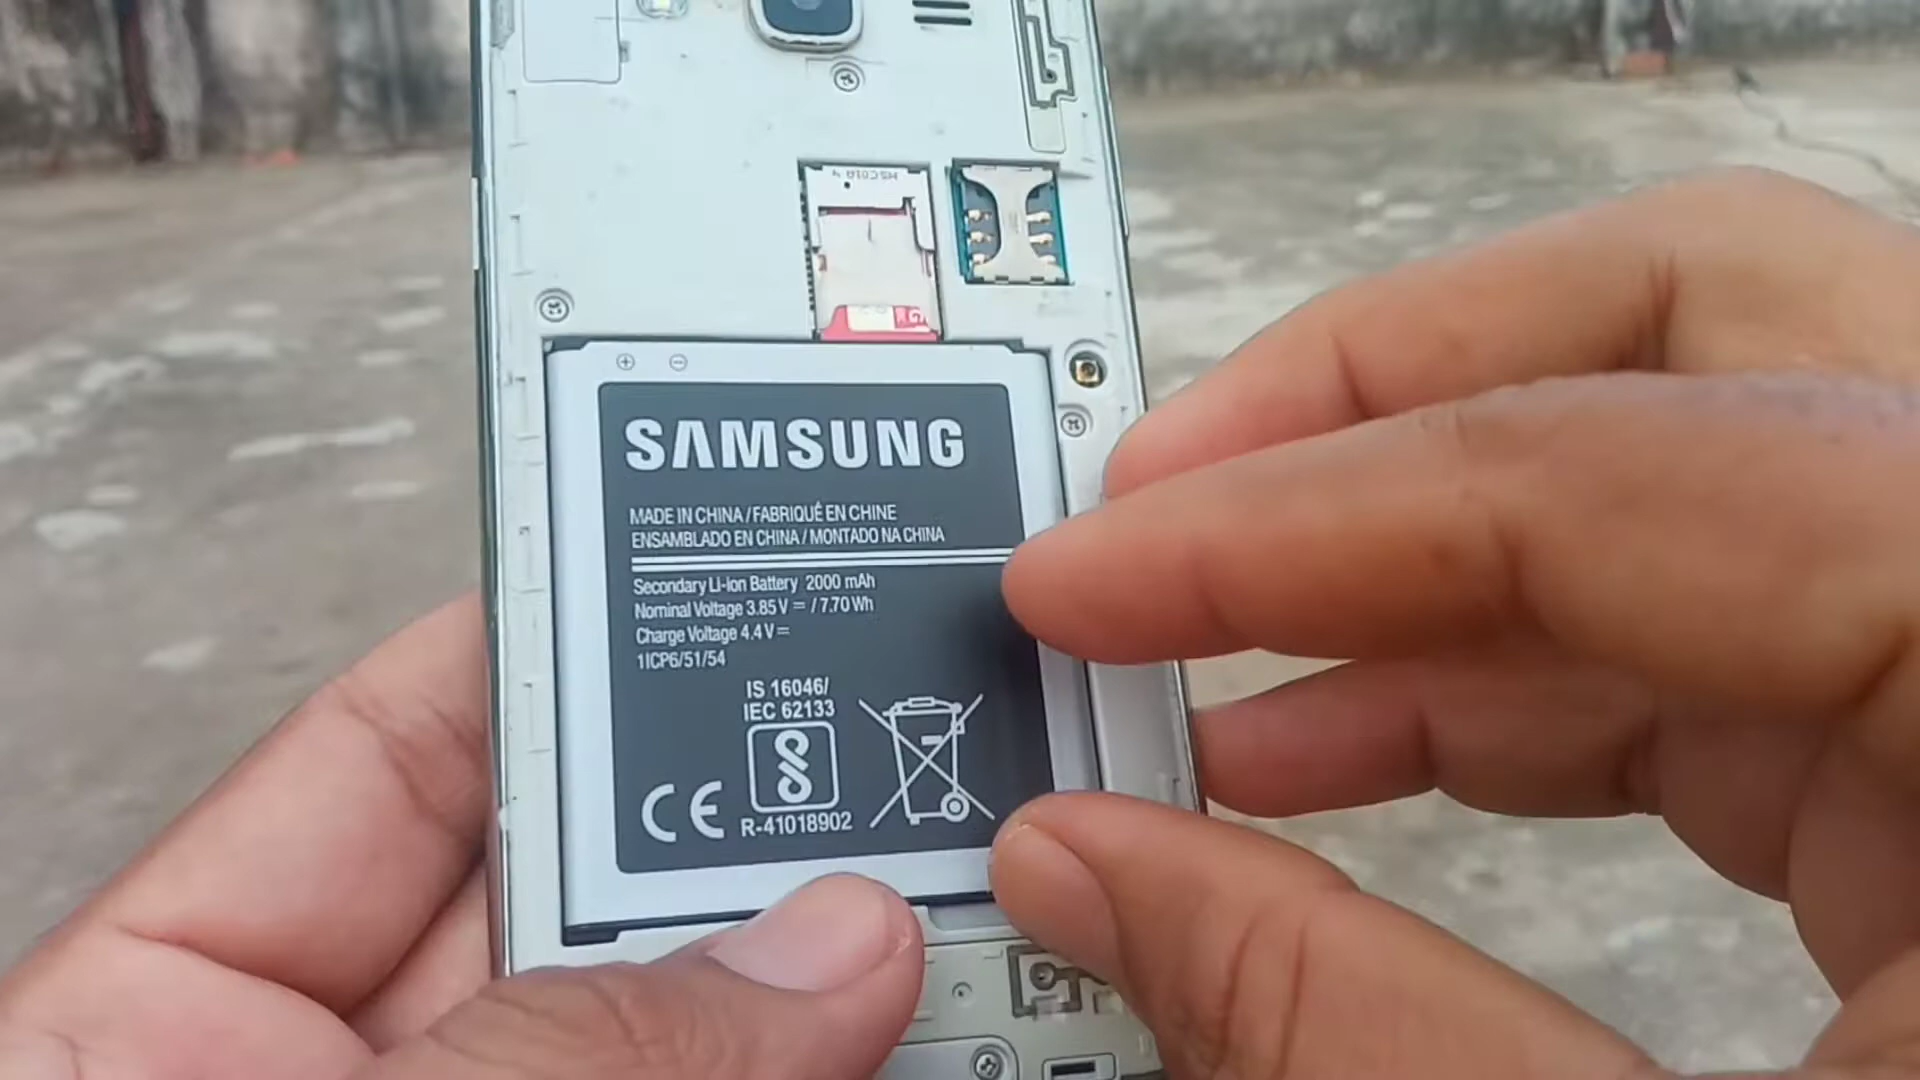 SAMSUNG
MADE IN CHINA / FABRIQUÉ EN CHINE
ENSAMBLADO EN CHINA / MONTADO NA CHINA
Secondary Li-Ion Battery 2000 mAh
Nominal Voltage 3.85 V ⎓ / 7.70 Wh
Charge Voltage 4.4 V ⎓
1ICP6/51/54
IS 16046/
IEC 62133
CE
R-41018902